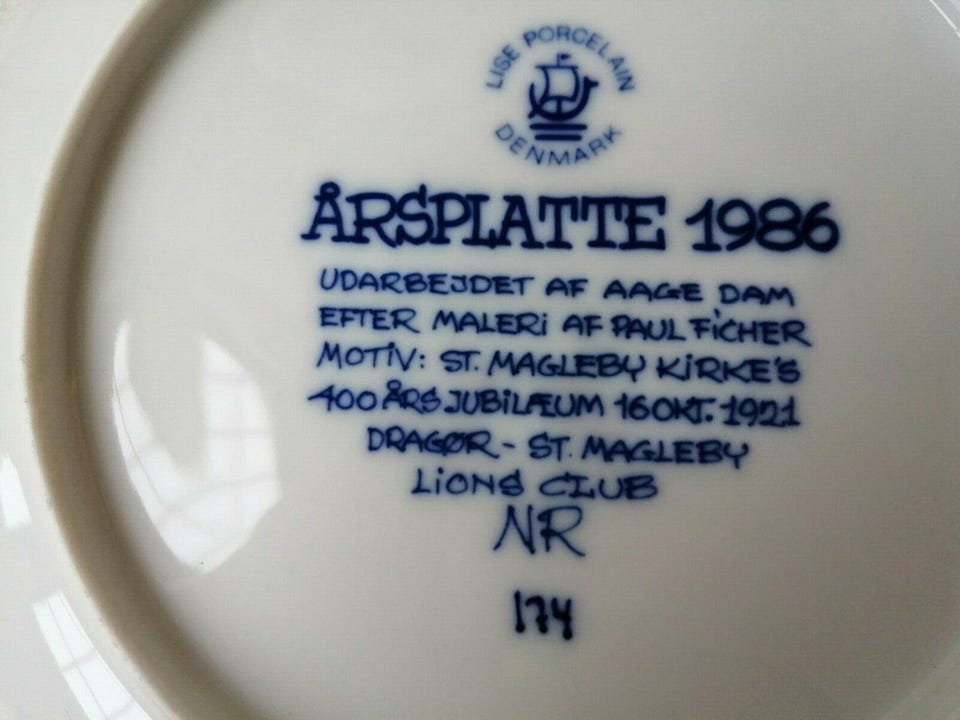 LISE PORCELAIN
DENMARK
ÅRSPLATTE 1986
UDARBEJDET AF AAGE DAM
EFTER MALERi AF PAUL FiCHER
MOTiV: ST. MAGLEBY KiRKE'S
400 ÅRS JUBiLÆUM 16 OKT. 1921
DRAGØR - ST. MAGLEBY
LiONS CLUB
NR
174